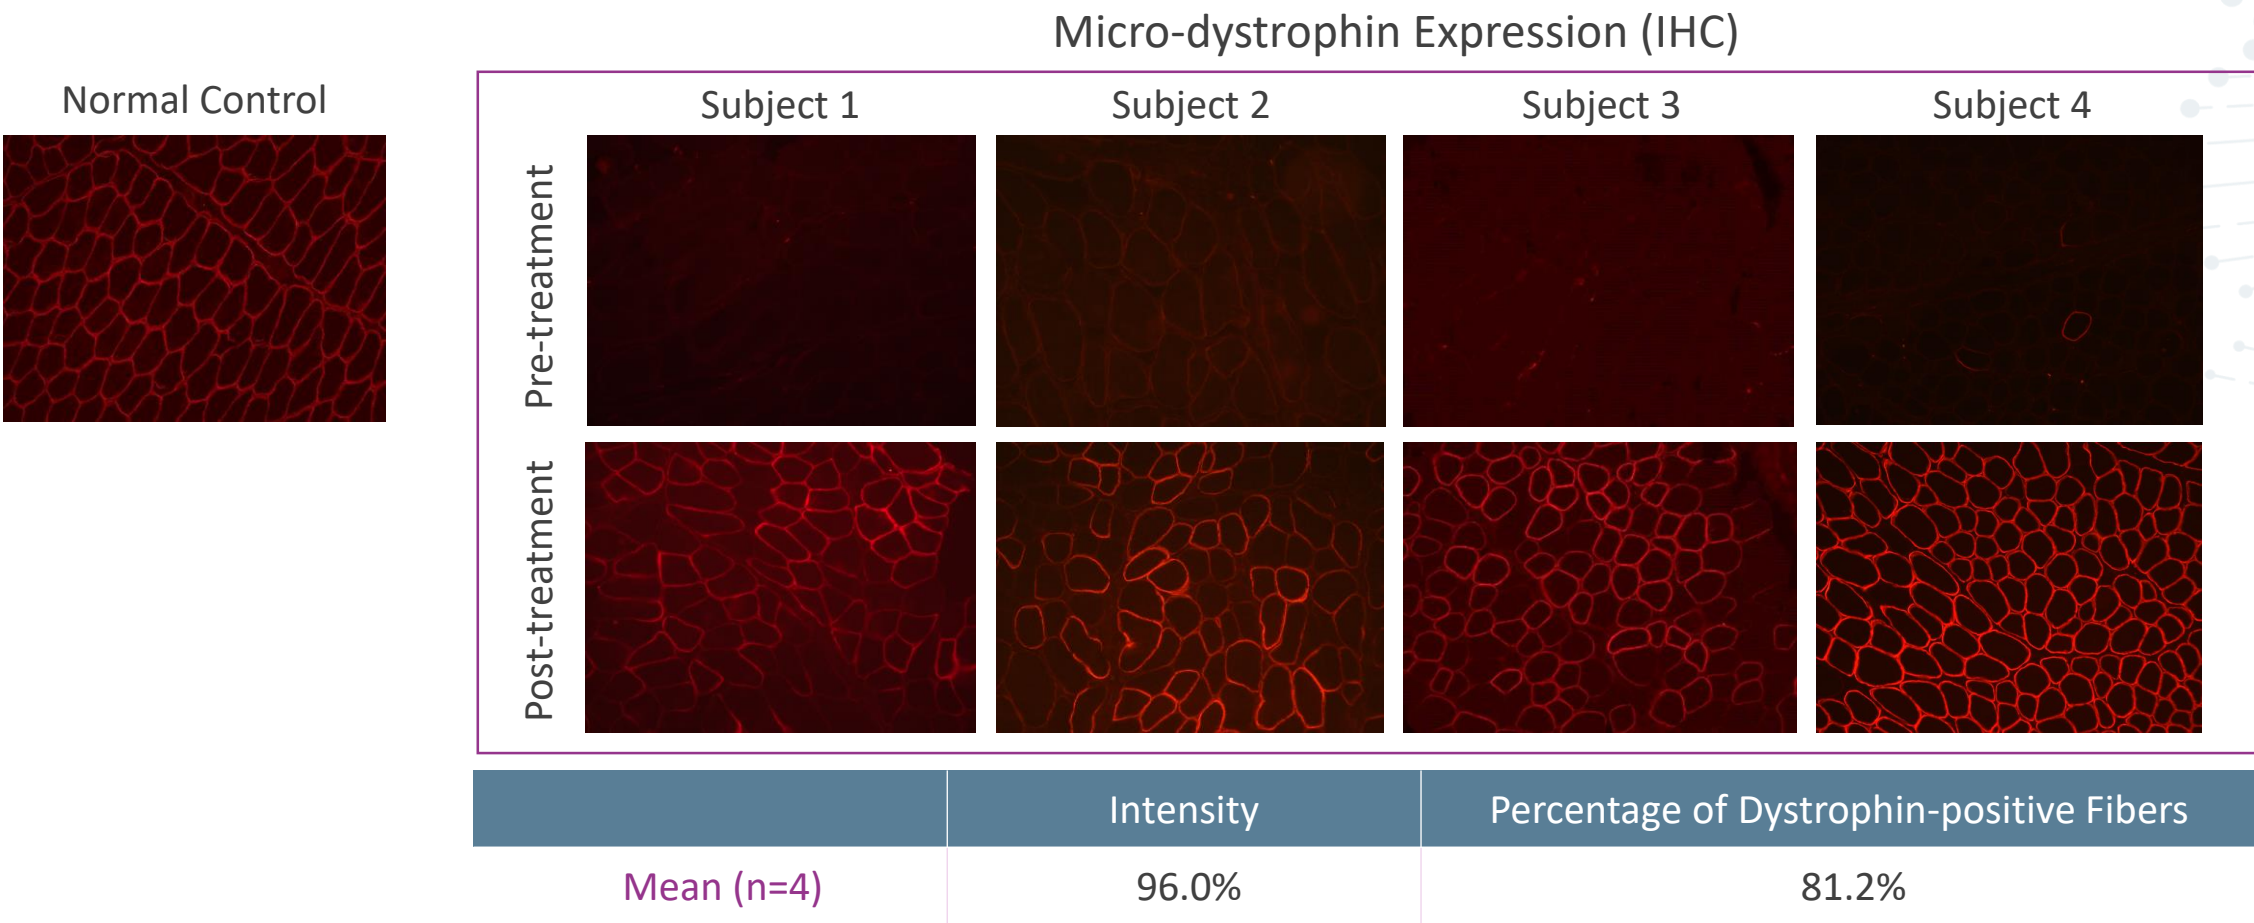 Micro-dystrophin Expression (IHC)
Normal Control
Subject 1
Subject 2
Subject 3
Subject 4
Pre-treatment
Post-treatment
Intensity
Percentage of Dystrophin-positive Fibers
Mean (n=4)
96.0%
81.2%